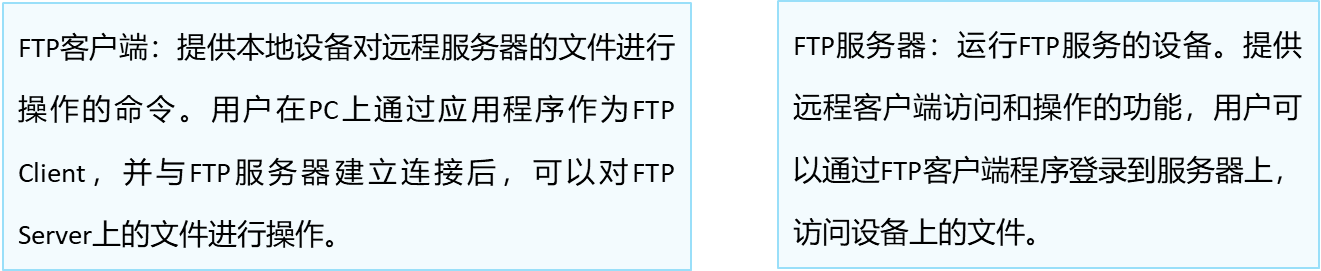 FTP客户端：提供本地设备对远程服务器的文件进行
操作的命令。用户在PC上通过应用程序作为FTP
Client，并与FTP服务器建立连接后，可以对FTP
Server上的文件进行操作。
FTP服务器：运行FTP服务的设备。提供
远程客户端访问和操作的功能，用户可
以通过FTP客户端程序登录到服务器上，
访问设备上的文件。